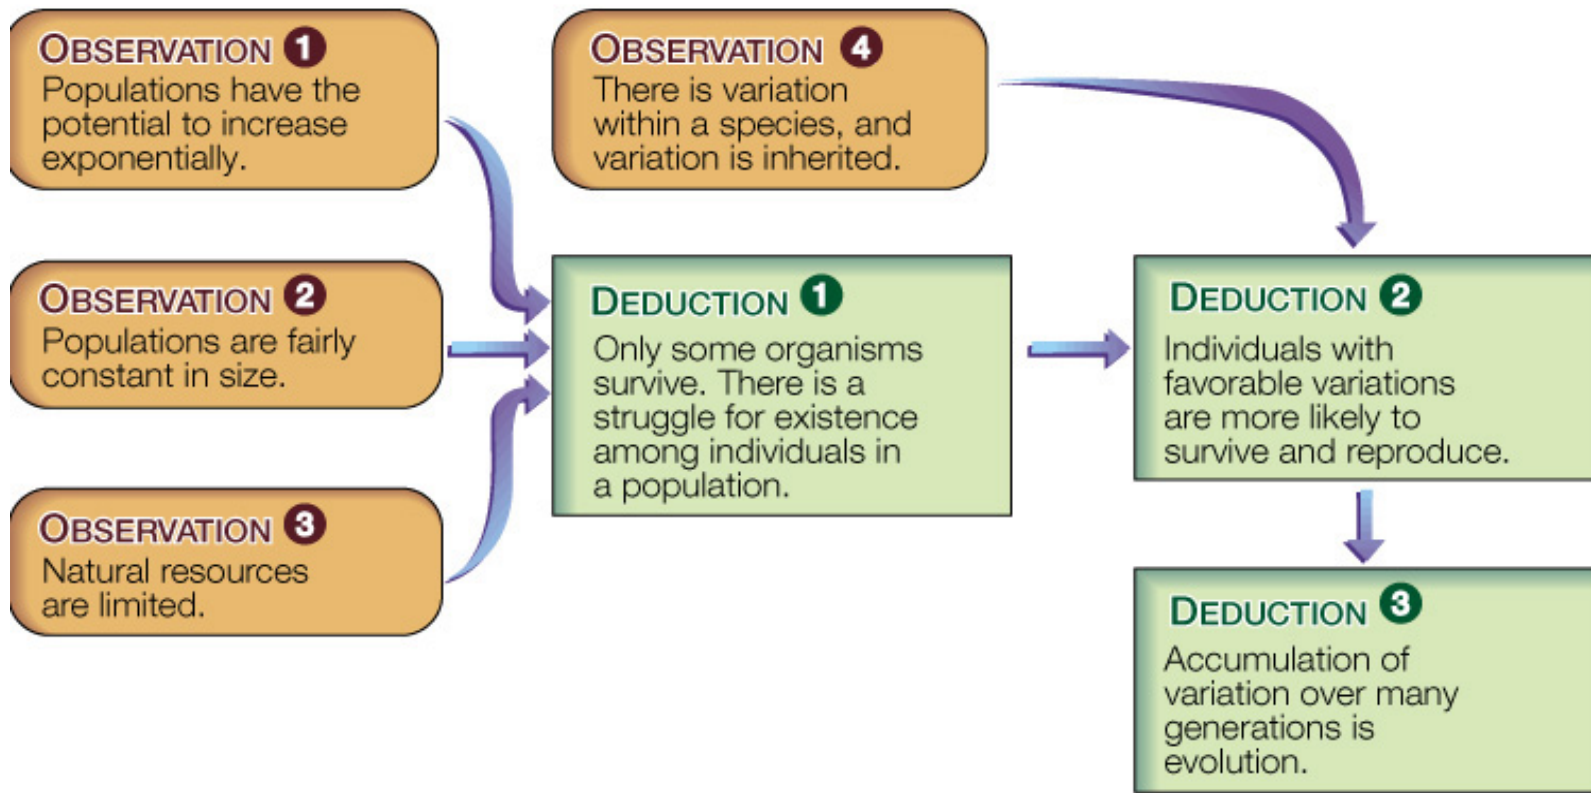 OBSERVATION 1
Populations have the
potential to increase
exponentially.
OBSERVATION 4
There is variation
within a species, and
variation is inherited.
OBSERVATION 2
Populations are fairly
constant in size.
DEDUCTION 1
Only some organisms
survive. There is a
struggle for existence
among individuals in
a population.
DEDUCTION 2
Individuals with
favorable variations
are more likely to
survive and reproduce.
OBSERVATION 3
Natural resources
are limited.
DEDUCTION 3
Accumulation of
variation over many
generations is
evolution.